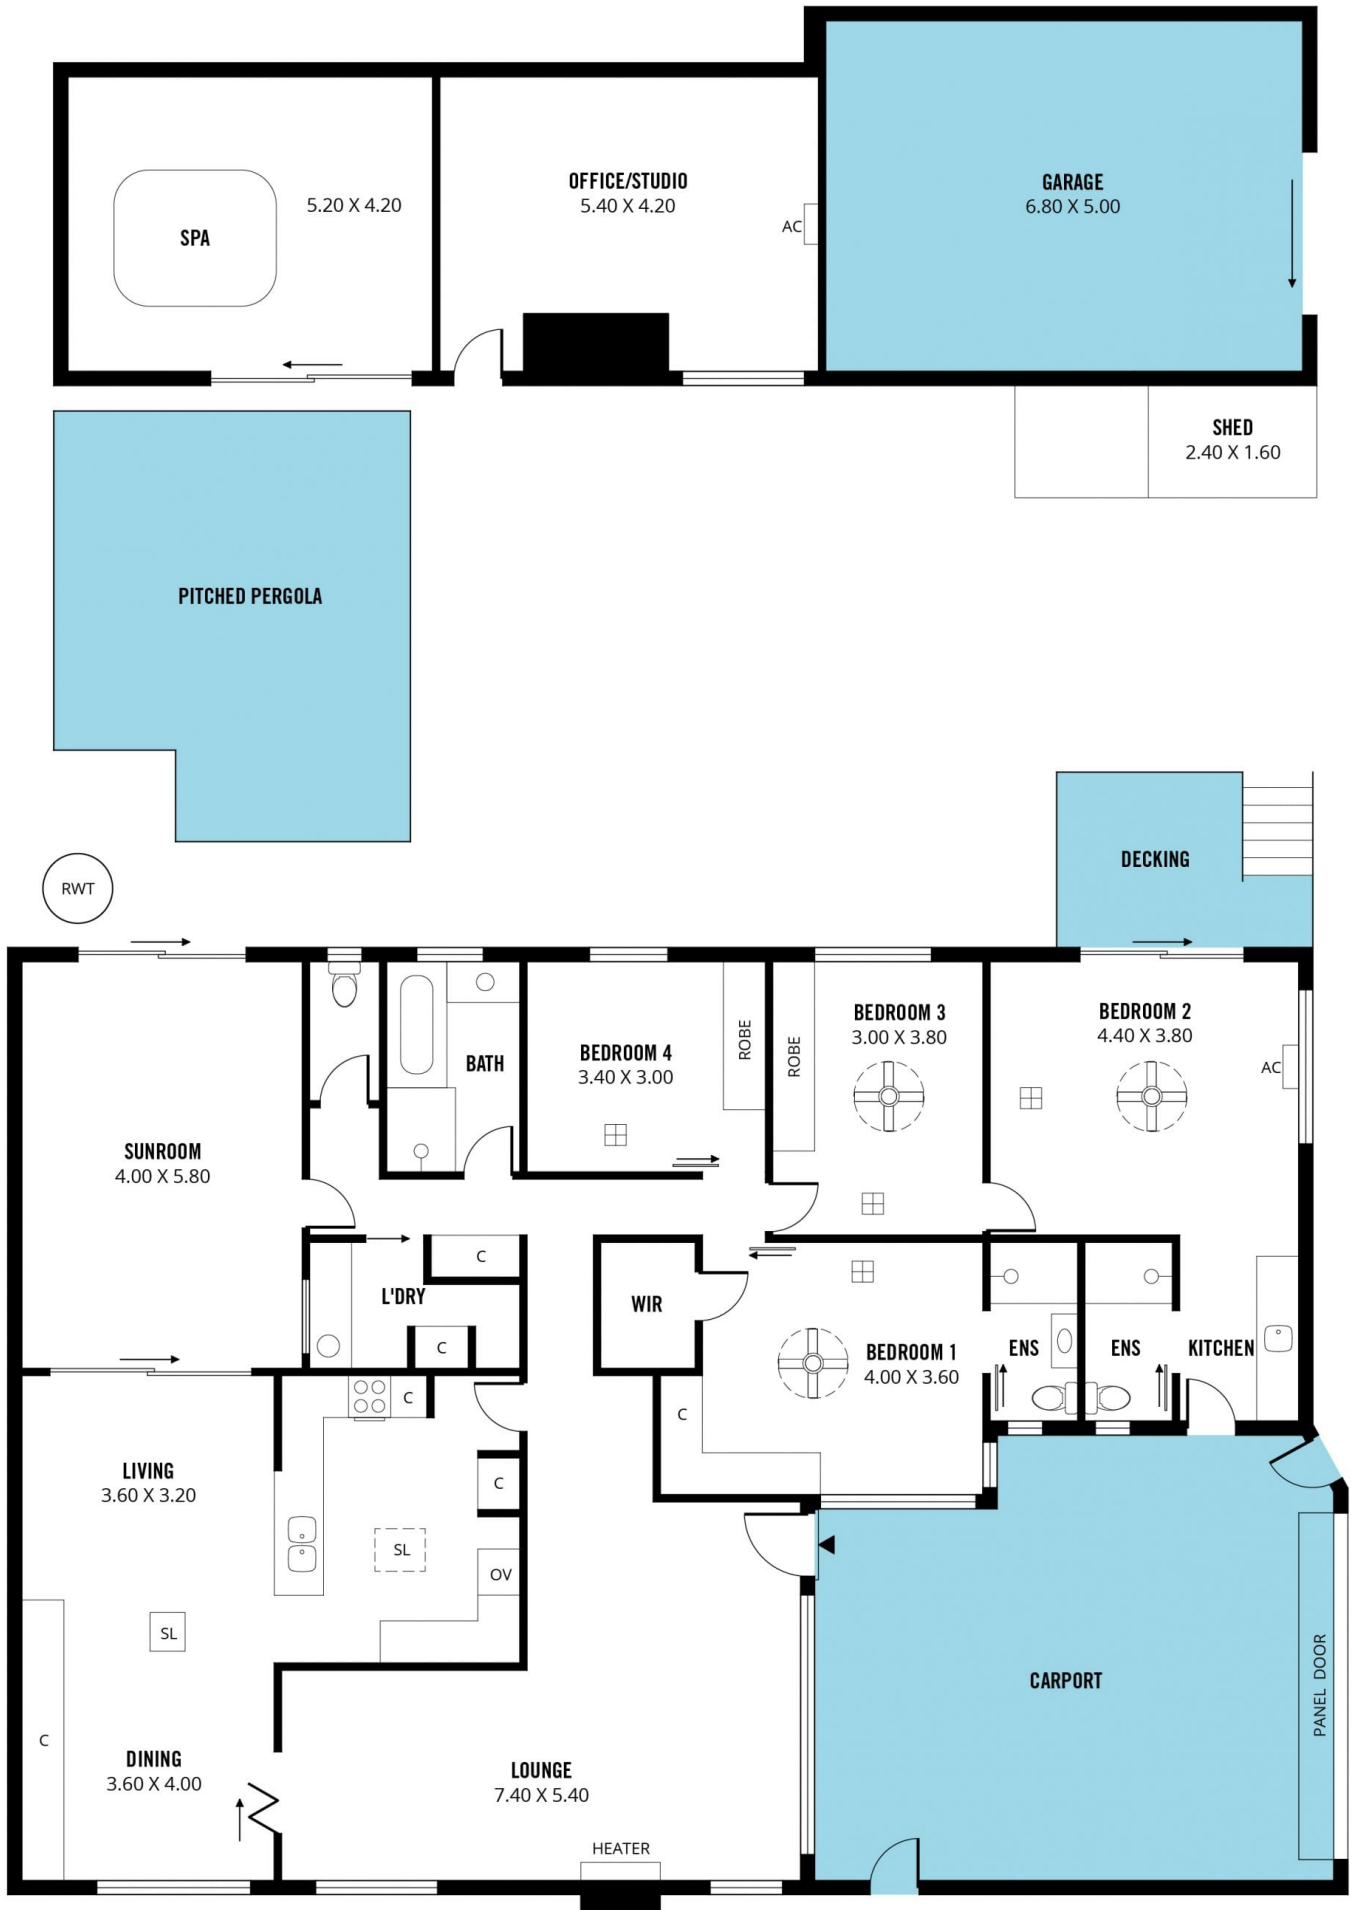 SPA
5.20 X 4.20
OFFICE/STUDIO
5.40 X 4.20
AC
GARAGE
6.80 X 5.00
SHED
2.40 X 1.60
PITCHED PERGOLA
RWT
DECKING
SUNROOM
4.00 X 5.80
BATH
BEDROOM 4
3.40 X 3.00
ROBE
ROBE
BEDROOM 3
3.00 X 3.80
BEDROOM 2
4.40 X 3.80
AC
C
L'DRY
C
WIR
BEDROOM 1
4.00 X 3.60
C
ENS
ENS
KITCHEN
C
C
LIVING
3.60 X 3.20
SL
OV
SL
C
DINING
3.60 X 4.00
LOUNGE
7.40 X 5.40
HEATER
CARPORT
PANEL DOOR